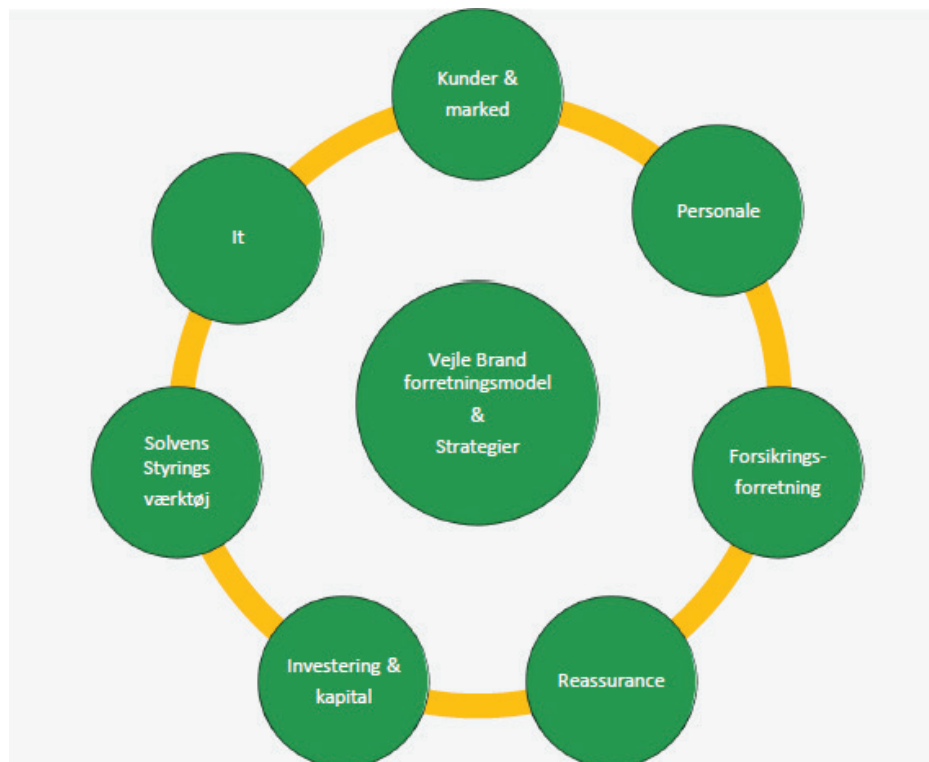 Kunder &
marked
Personale
It
Vejle Brand
forretningsmodel
&
Strategier
Solvens
Styrings
værktøj
Forsikrings-
forretning
Investering &
kapital
Reassurance